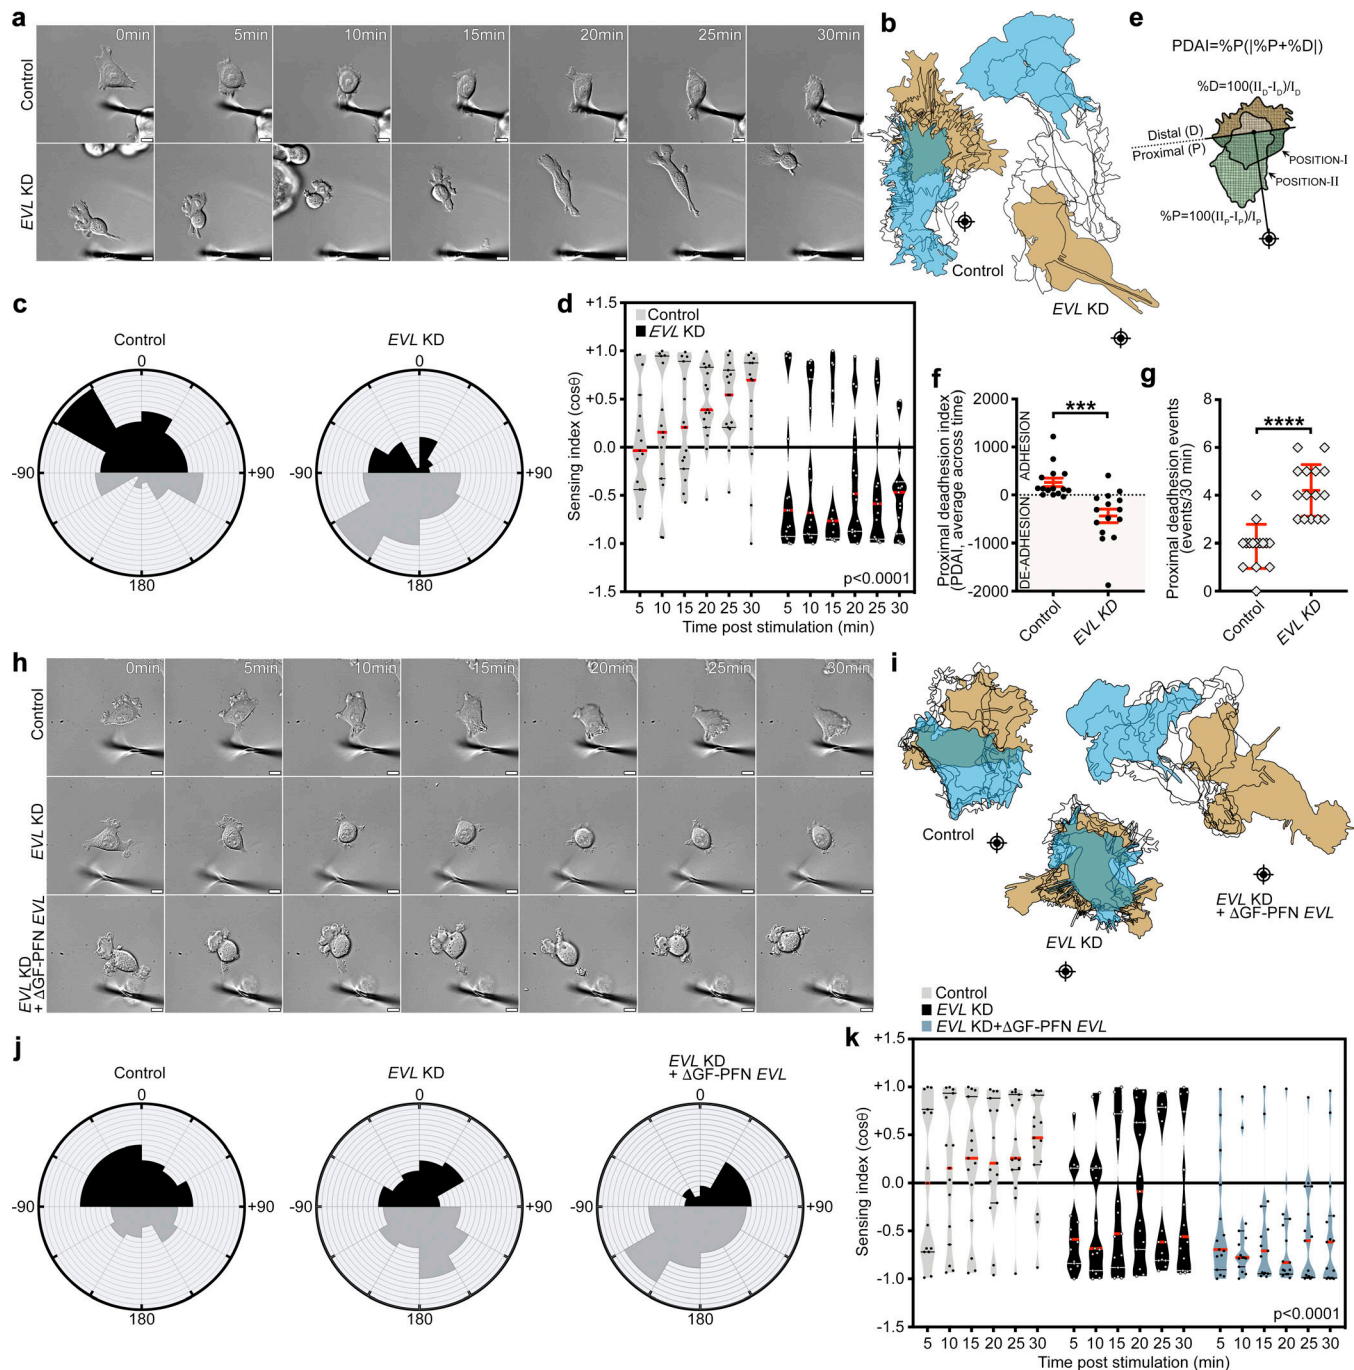 a
0min 5min 10min 15min 20min 25min 30min
Control
EVL KD
b
Control
EVL KD
e
PDAI=%P(|%P+%D|)
%D=100(II_D-I_D)/I_D
Distal (D)
Proximal (P)
POSITION-I
POSITION-II
%P=100(II_P-I_P)/I_P
c
Control
0
-90
+90
180
EVL KD
0
-90
+90
180
d
Control
EVL KD
Sensing index (cosθ)
+1.5
+1.0
+0.5
0.0
-0.5
-1.0
-1.5
p<0.0001
5 10 15 20 25 30 5 10 15 20 25 30
Time post stimulation (min)
f
Proximal deadhesion index
(PDAI, average across time)
2000
1000
0
-1000
-2000
ADHESION
DE-ADHESION
***
Control
EVL KD
g
Proximal deadhesion events
(events/30 min)
8
6
4
2
0
****
Control
EVL KD
h
0min 5min 10min 15min 20min 25min 30min
Control
EVL KD
EVL KD
+ ΔGF-PFN EVL
i
Control
EVL KD
EVL KD
+ ΔGF-PFN EVL
j
Control
0
-90
+90
180
EVL KD
0
-90
+90
180
EVL KD
+ ΔGF-PFN EVL
0
-90
+90
180
Control
EVL KD
EVL KD+ΔGF-PFN EVL
k
Sensing index (cosθ)
+1.5
+1.0
+0.5
0.0
-0.5
-1.0
-1.5
p<0.0001
5 10 15 20 25 30 5 10 15 20 25 30 5 10 15 20 25 30
Time post stimulation (min)